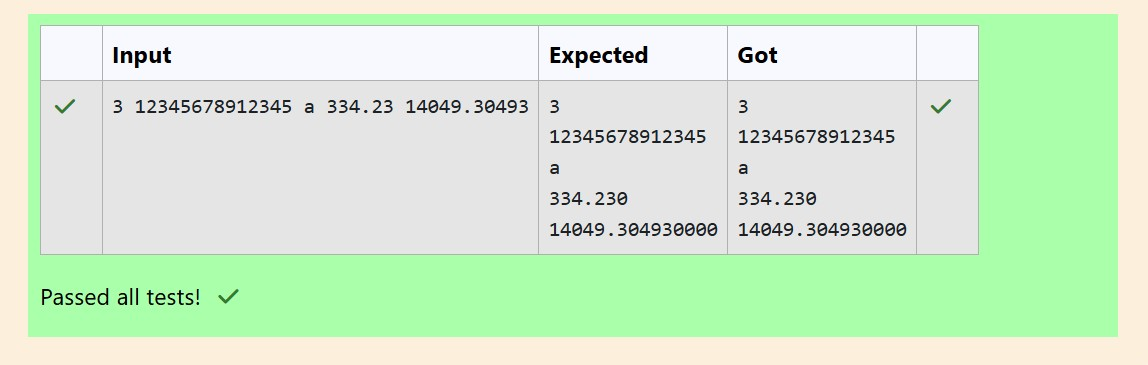 Input Expected Got
3 12345678912345 a 334.23 14049.30493 3 3
12345678912345 12345678912345
a a
334.230 334.230
14049.304930000 14049.304930000
Passed all tests!